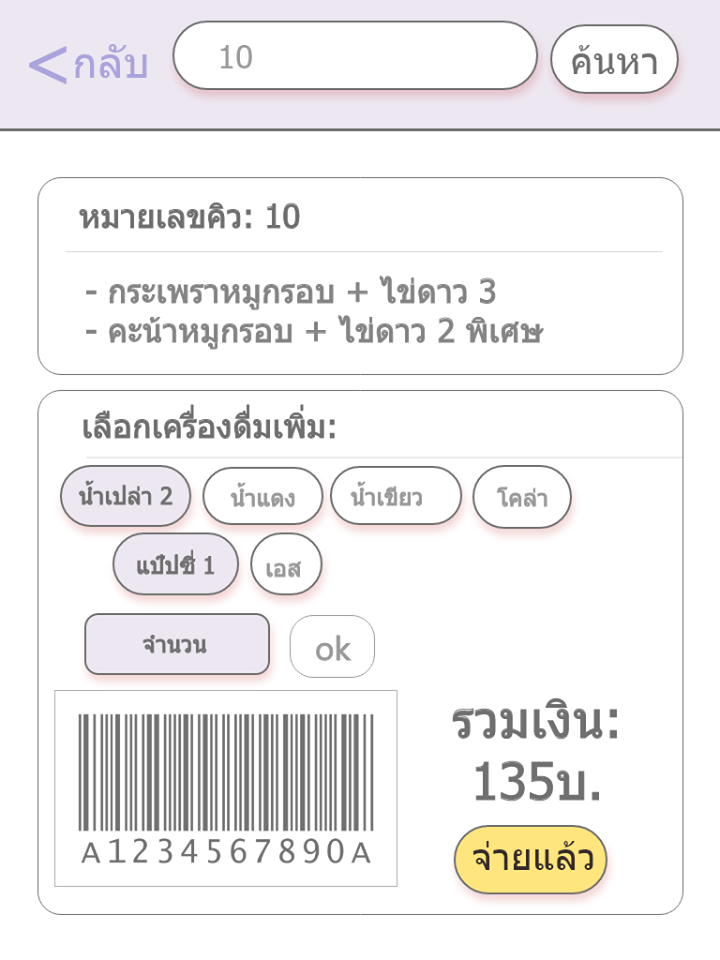 <กลับ 10 ค้นหา
หมายเลขคิว: 10
- กระเพราหมูกรอบ + ไข่ดาว 3
- คะน้าหมูกรอบ + ไข่ดาว 2 พิเศษ
เลือกเครื่องดื่มเพิ่ม:
น้ำเปล่า 2 น้ำแดง น้ำเขียว โคล่า
แป๊ปซี่ 1 เอส
จำนวน ok
รวมเงิน:
135บ.
A1234567890A
จ่ายแล้ว